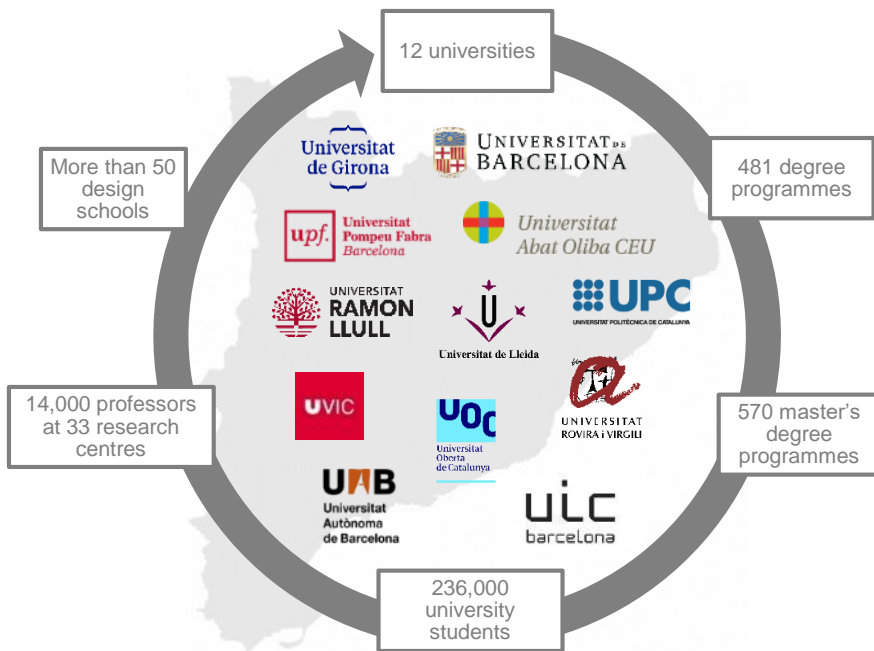 12 universities
More than 50
design
schools
481 degree
programmes
Universitat
de Girona
UNIVERSITAT DE
BARCELONA
upf.
Universitat
Pompeu Fabra
Barcelona
Universitat
Abat Oliba CEU
UNIVERSITAT
RAMON
LLULL
U
Universitat de Lleida
UPC
UNIVERSITAT POLITÈCNICA DE CATALUNYA
14,000 professors
at 33 research
centres
UVIC
UOC
Universitat
Oberta
de Catalunya
UNIVERSITAT
ROVIRA i VIRGILI
570 master's
degree
programmes
UAB
Universitat
Autònoma
de Barcelona
uic
barcelona
236,000
university
students